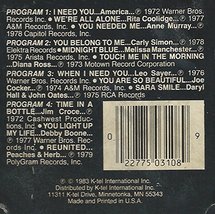 PROGRAM 1: I NEED YOU...America...
℗ 1972 Warner Bros. Records Inc. •
WE'RE ALL ALONE...Rita Coolidge...
℗ 1977 A&M Records Inc. • YOU NEEDED ME...Anne Murray...
1978 Capitol Records Inc.
PROGRAM 2: YOU BELONG TO ME...Carly Simon... ℗ 1978
Elektra Records • MIDNIGHT BLUE...Melissa Manchester...
1975 Arista Records Inc. • TOUCH ME IN THE MORNING
...Diana Ross... ℗ 1973 Motown Record Corporation
PROGRAM 3: WHEN I NEED YOU...Leo Sayer... ℗ 1976 Warner Bros.
Records Inc. • YOU ARE SO BEAUTIFUL...Joe
Cocker... ℗ 1974 A&M Records Inc. • SARA SMILE...Daryl
Hall & John Oates... ℗ 1975 RCA Records
PROGRAM 4: TIME IN A
BOTTLE...Jim Croce...
℗ 1972 Cashwest Productions
Inc. • YOU LIGHT UP
MY LIFE...Debby Boone...
1977 Warner Bros. Records
Inc. • REUNITED...
Peaches & Herb... ℗ 1979
PolyGram Records, Inc.
0
9
22775 03108
© 1983 K-tel International Inc.
Distributed by K-tel International Inc.
11311 K-tel Drive, Minnetonka, MN 55343
Made and Printed in U.S.A.